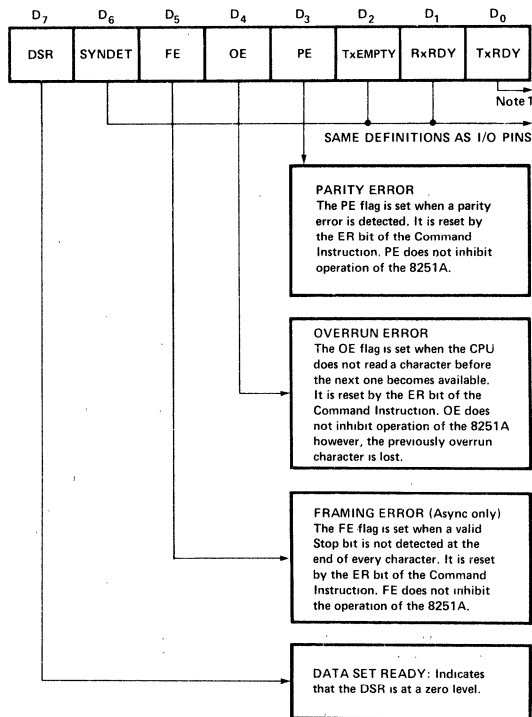 D7 D6 D5 D4 D3 D2 D1 D0
DSR SYNDET FE OE PE TxEMPTY RxRDY TxRDY
Note 1
SAME DEFINITIONS AS I/O PINS
PARITY ERROR
The PE flag is set when a parity
error is detected. It is reset by
the ER bit of the Command
Instruction. PE does not inhibit
operation of the 8251A.
OVERRUN ERROR
The OE flag is set when the CPU
does not read a character before
the next one becomes available.
It is reset by the ER bit of the
Command Instruction. OE does
not inhibit operation of the 8251A
however, the previously overrun
character is lost.
FRAMING ERROR (Async only)
The FE flag is set when a valid
Stop bit is not detected at the
end of every character. It is reset
by the ER bit of the Command
Instruction. FE does not inhibit
the operation of the 8251A.
DATA SET READY: Indicates
that the DSR is at a zero level.